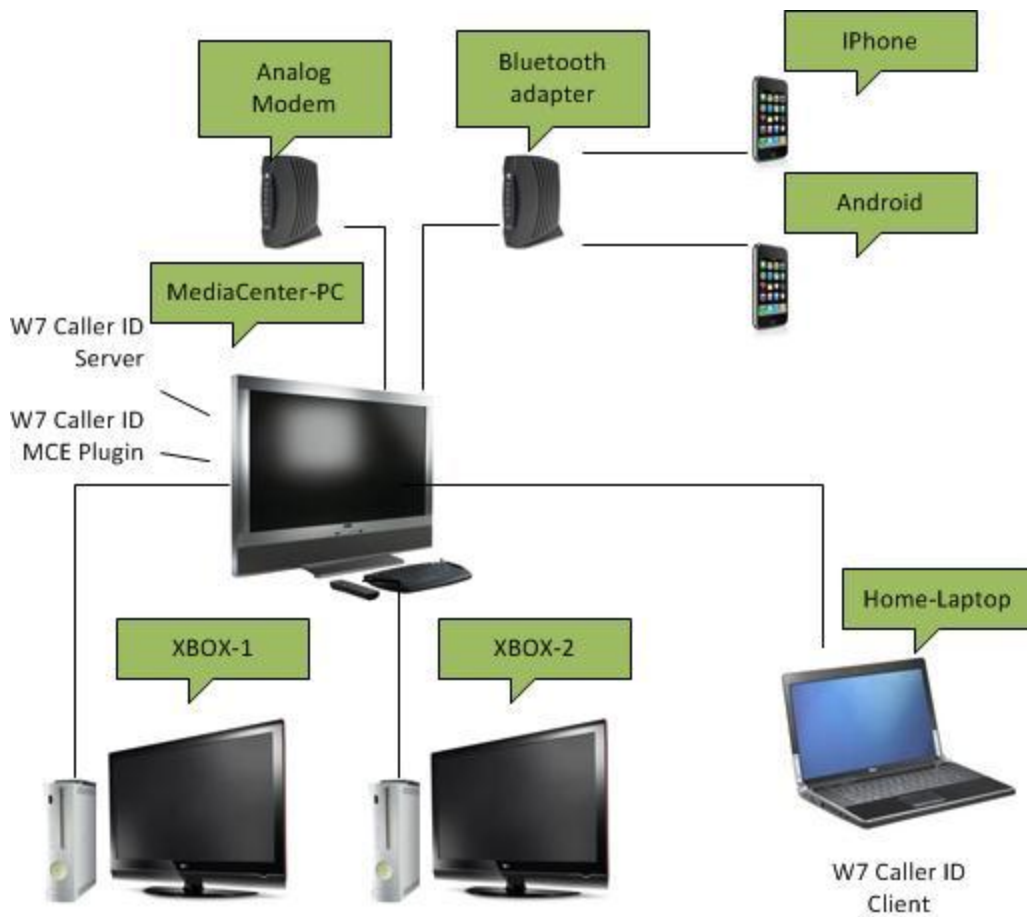 Analog
Modem
Bluetooth
adapter
IPhone
Android
MediaCenter-PC
W7 Caller ID
Server
W7 Caller ID
MCE Plugin
Home-Laptop
XBOX-1
XBOX-2
W7 Caller ID
Client